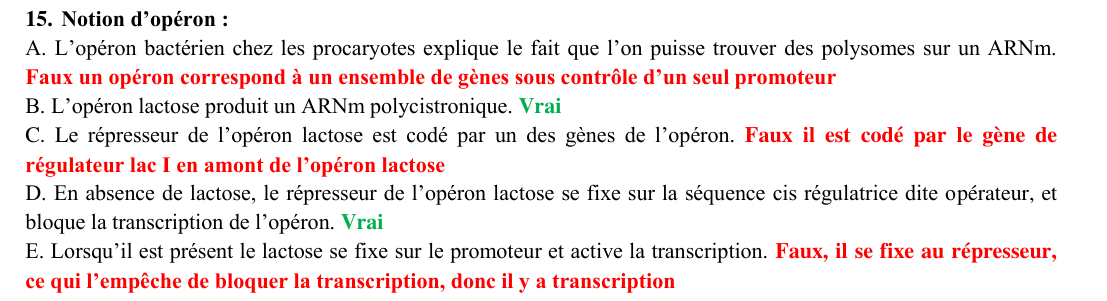 15. Notion d’opéron :
A. L’opéron bactérien chez les procaryotes explique le fait que l’on puisse trouver des polysomes sur un ARNm.
Faux un opéron correspond à un ensemble de gènes sous contrôle d’un seul promoteur
B. L’opéron lactose produit un ARNm polycistronique. Vrai
C. Le répresseur de l’opéron lactose est codé par un des gènes de l’opéron. Faux il est codé par le gène de
régulateur lac I en amont de l’opéron lactose
D. En absence de lactose, le répresseur de l’opéron lactose se fixe sur la séquence cis régulatrice dite opérateur, et
bloque la transcription de l’opéron. Vrai
E. Lorsqu’il est présent le lactose se fixe sur le promoteur et active la transcription. Faux, il se fixe au répresseur,
ce qui l’empêche de bloquer la transcription, donc il y a transcription